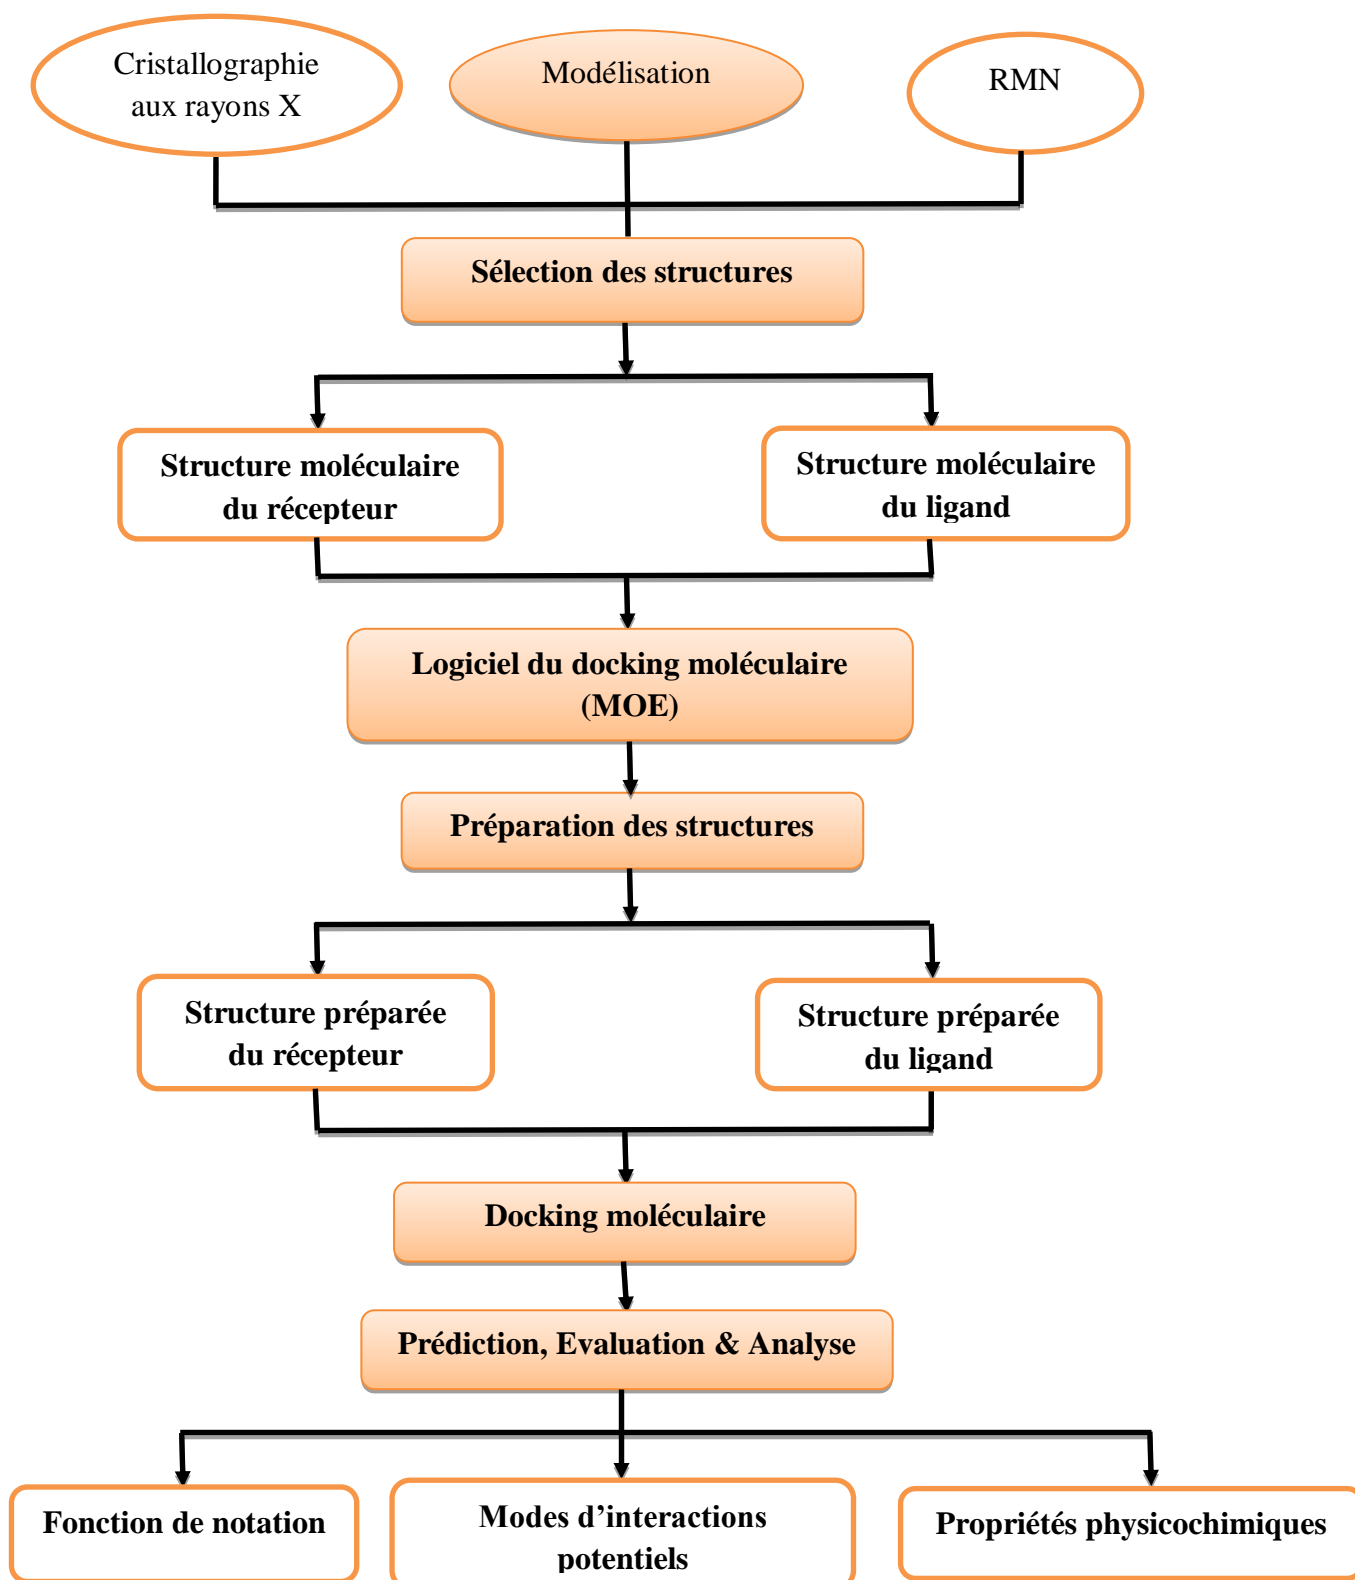 Cristallographie
aux rayons X
Modélisation
RMN
Sélection des structures
Structure moléculaire
du récepteur
Structure moléculaire
du ligand
Logiciel du docking moléculaire
(MOE)
Préparation des structures
Structure préparée
du récepteur
Structure préparée
du ligand
Docking moléculaire
Prédiction, Evaluation & Analyse
Fonction de notation
Modes d’interactions
potentiels
Propriétés physicochimiques